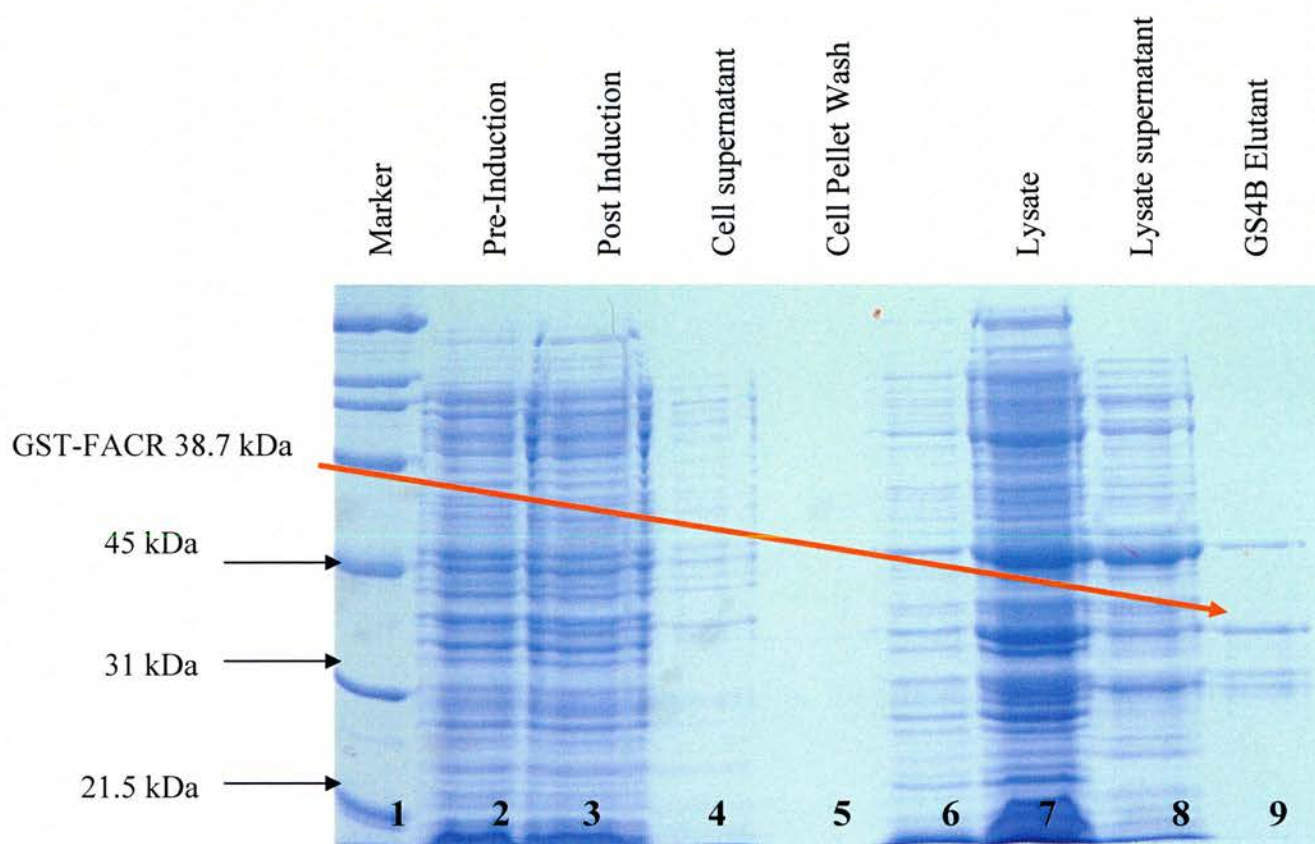 Marker
Pre-Induction
Post Induction
Cell supernatant
Cell Pellet Wash
Lysate
Lysate supernatant
GS4B Elutant
GST-FACR 38.7 kDa
45 kDa
31 kDa
21.5 kDa
1 2 3 4 5 6 7 8 9